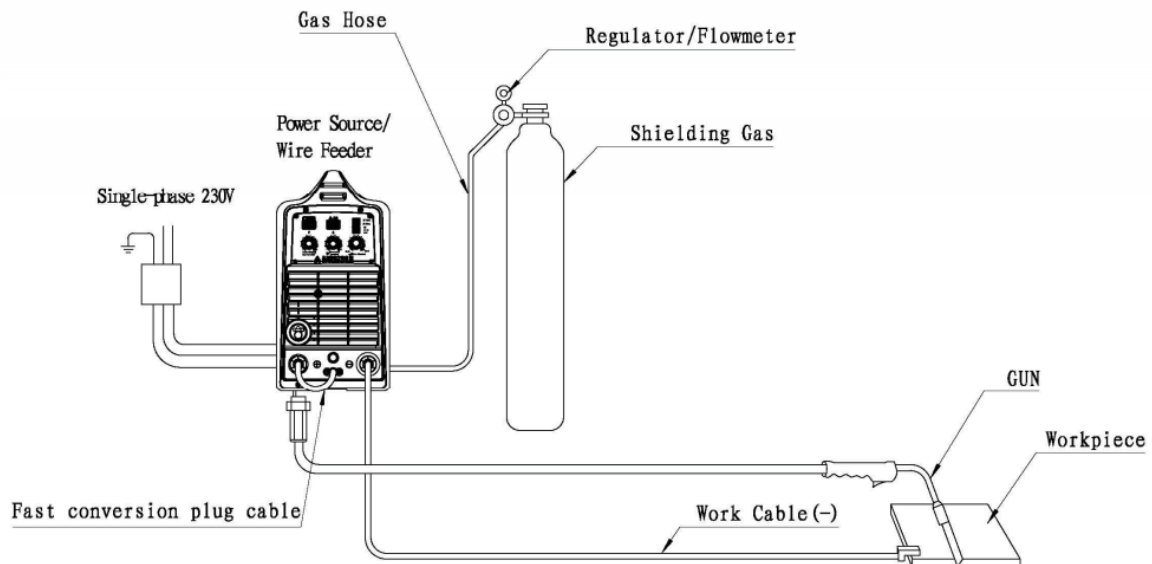 Gas Hose
Regulator/Flowmeter
Power Source/
Wire Feeder
Shielding Gas
Single-phase 230V
GUN
Workpiece
Fast conversion plug cable
Work Cable(-)